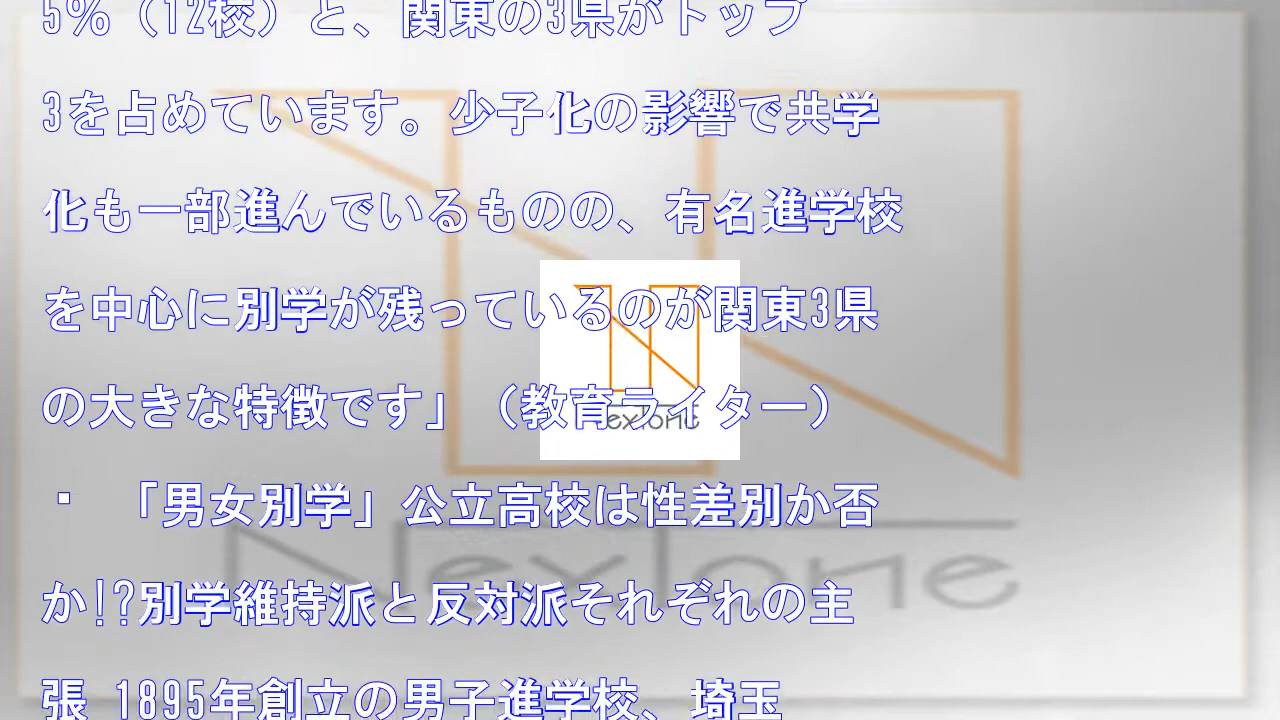 5％（12校）と、関東の3県がトップ
3を占めています。少子化の影響で共学
化も一部進んでいるものの、有名進学校
を中心に別学が残っているのが関東3県
の大きな特徴です」（教育ライター）
NexTone
・ 「男女別学」公立高校は性差別か否
NexTone
か!?別学維持派と反対派それぞれの主
張 1895年創立の男子進学校、埼玉